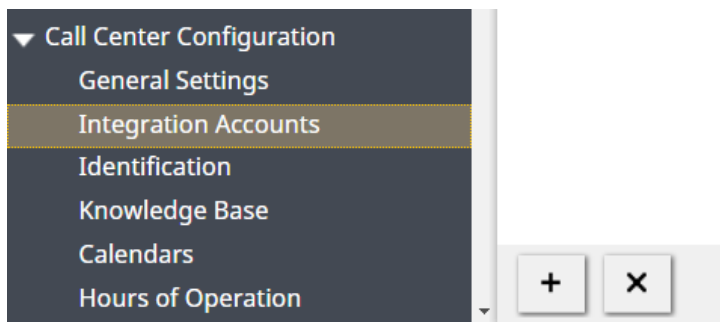 Call Center Configuration
General Settings
Integration Accounts
Identification
Knowledge Base
Calendars
Hours of Operation